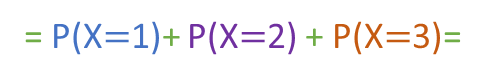 = P(X=1)+ P(X=2) + P(X=3)=